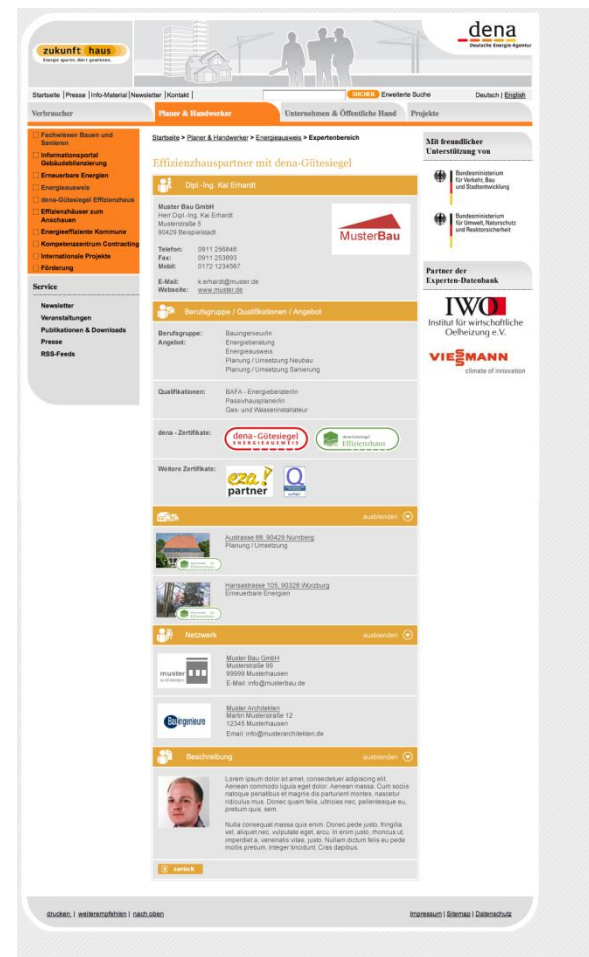 zukunft haus
Energie sparen. Wert gewinnen.
dena
Deutsche Energie Agentur
Startseite | Presse | Info-Material | Newsletter | Kontakt |
SUCHEN Erweiterte Suche
Deutsch | English
Verbraucher
Planer & Handwerker
Unternehmen & Öffentliche Hand
Projekte
Fachwissen Bauen und
Sanieren
Informationsportal
Gebäudebilanzierung
Erneuerbare Energien
Energieausweis
dena-Gütesiegel Effizienzhaus
Effizienzhäuser zum
Anschauen
Energieeffiziente Kommune
Kompetenzzentrum Contracting
Internationale Projekte
Förderung
Service
Newsletter
Veranstaltungen
Publikationen & Downloads
Presse
RSS-Feeds
Startseite > Planer & Handwerker > Energieausweis > Expertenbereich
Effizienzhauspartner mit dena-Gütesiegel
Dipl.-Ing. Kai Erhardt
Muster Bau GmbH
Herr Dipl.-Ing. Kai Erhardt
Musterstraße 5
90429 Beispielstadt
Telefon: 0911 256846
Fax: 0911 253893
Mobil: 0172 1234567
E-Mail: k.erhardt@muster.de
Webseite: www.muster.de
MusterBau
Berufsgruppe / Qualifikationen / Angebot
Berufsgruppe: Bauingenieur/in
Angebot: Energieberatung
Energieausweis
Planung / Umsetzung Neubau
Planung / Umsetzung Sanierung
Qualifikationen: BAFA - Energieberater/in
Passivhausplaner/in
Gas- und Wasserinstallateur
dena - Zertifikate:
dena-Gütesiegel
ENERGIEAUSWEIS
Effizienzhaus
Weitere Zertifikate:
eza!
partner
ausblenden
Austrasse 88, 90429 Nürnberg
Planung / Umsetzung
Effizienzhaus
Hansastrasse 105, 90328 Würzburg
Erneuerbare Energien
Effizienzhaus
Netzwerk
ausblenden
muster
architekten
Muster Bau GmbH
Musterstraße 99
99999 Musterhausen
E-Mail: info@musterbau.de
Bauingenieure
Muster Architekten
Martin Musterstraße 12
12345 Musterhausen
Email: info@musterarchitekten.de
Beschreibung
ausblenden
Lorem ipsum dolor sit amet, consectetuer adipiscing elit.
Aenean commodo ligula eget dolor. Aenean massa. Cum sociis
natoque penatibus et magnis dis parturient montes, nascetur
ridiculus mus. Donec quam felis, ultricies nec, pellentesque eu,
pretium quis, sem.
Nulla consequat massa quis enim. Donec pede justo, fringilla
vel, aliquet nec, vulputate eget, arcu. In enim justo, rhoncus ut,
imperdiet a, venenatis vitae, justo. Nullam dictum felis eu pede
mollis pretium. Integer tincidunt. Cras dapibus.
zurück
Mit freundlicher
Unterstützung von
Bundesministerium
für Verkehr, Bau
und Stadtentwicklung
Bundesministerium
für Umwelt, Naturschutz
und Reaktorsicherheit
Partner der
Experten-Datenbank
IWO
Institut für wirtschaftliche
Oelheizung e.V.
VIESSMANN
climate of innovation
drucken | weiterempfehlen | nach oben
Impressum | Sitemap | Datenschutz